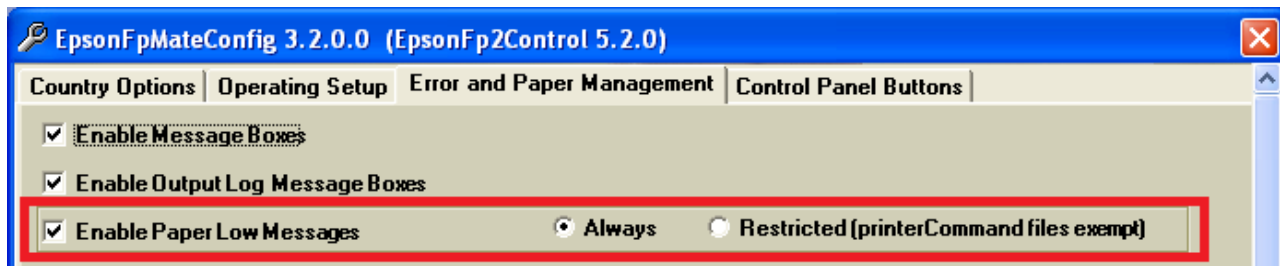 EpsonFpMateConfig 3.2.0.0 (EpsonFp2Control 5.2.0)
Country Options Operating Setup Error and Paper Management Control Panel Buttons
Enable Message Boxes
Enable Output Log Message Boxes
Enable Paper Low Messages Always Restricted (printerCommand files exempt)